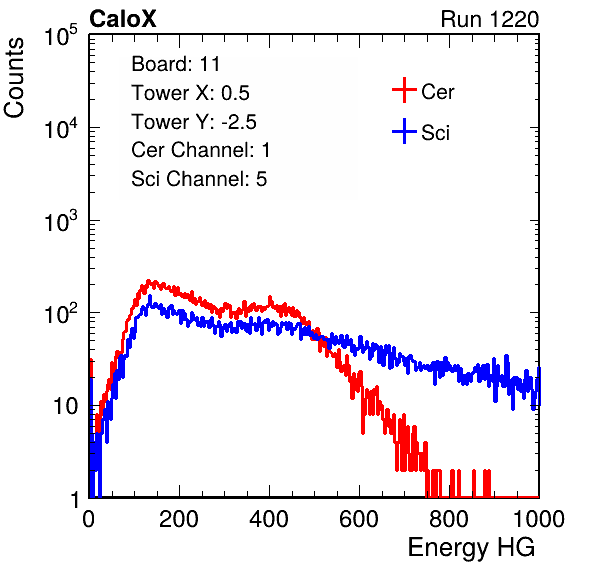 CaloX Run 1220
Counts
10^5
10^4
10^3
10^2
10
1
Board: 11
Tower X: 0.5
Tower Y: -2.5
Cer Channel: 1
Sci Channel: 5
Cer
Sci
0 200 400 600 800 1000
Energy HG